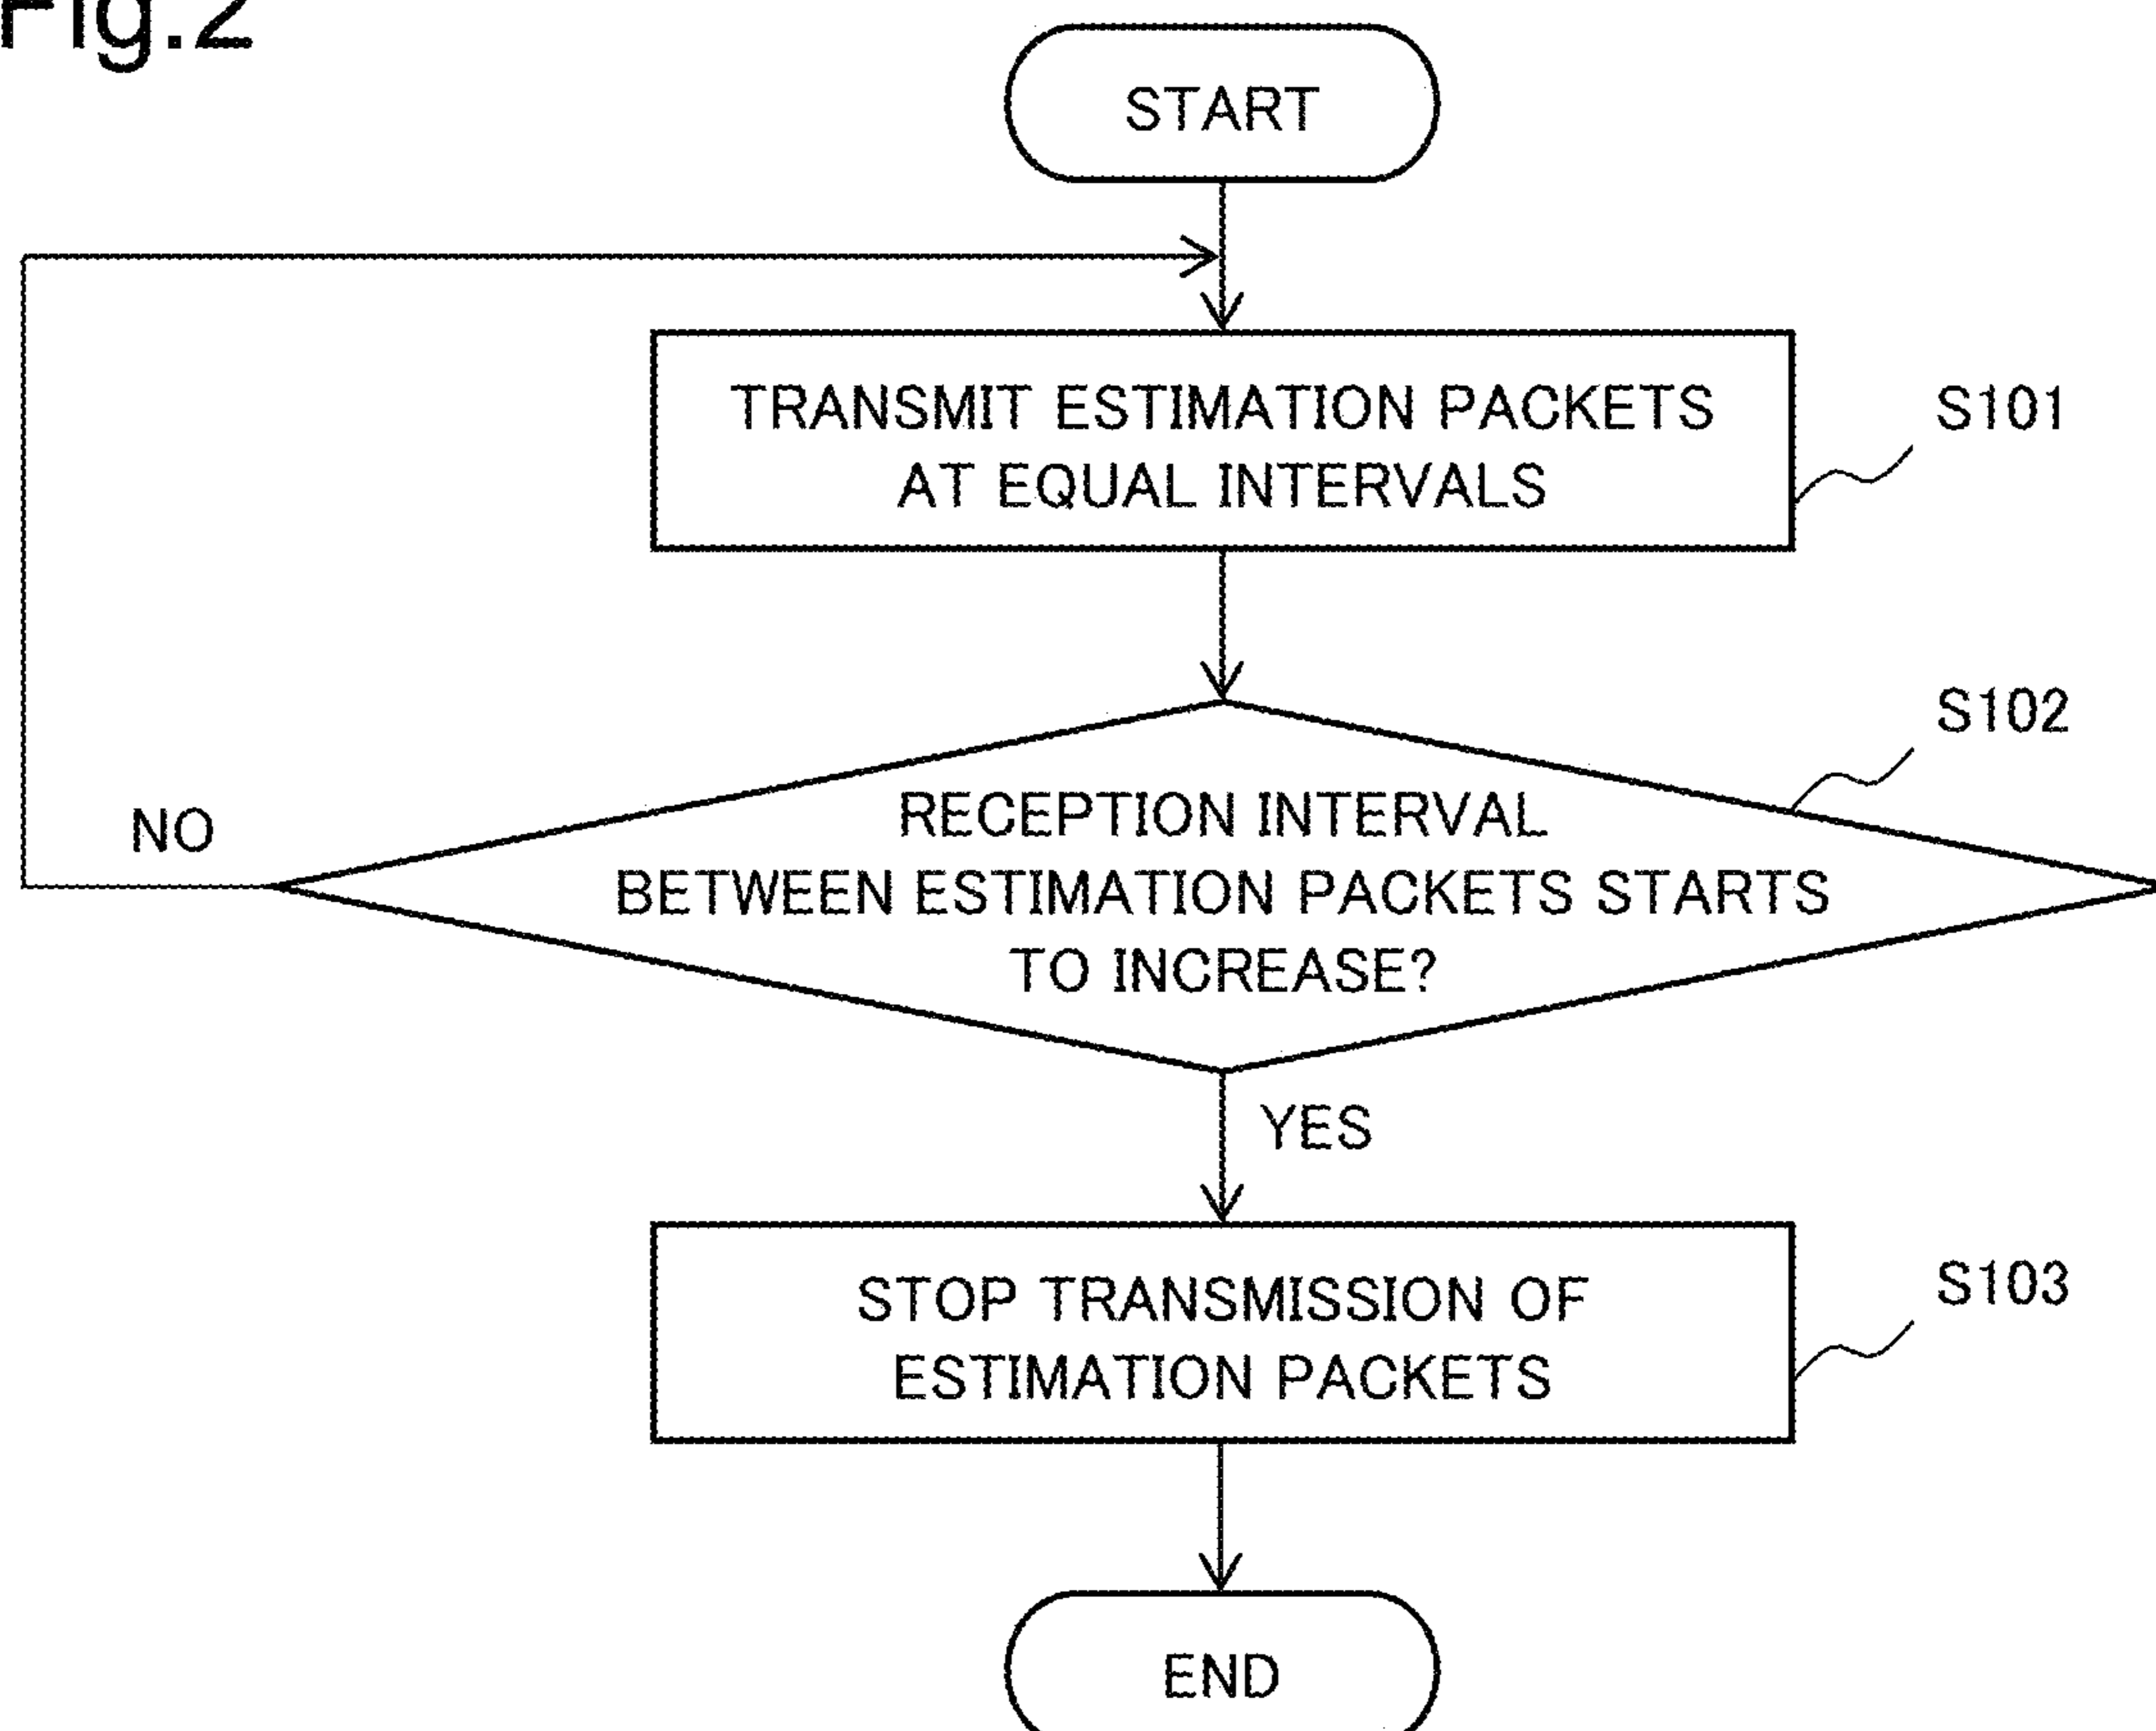 Fig.2
START
TRANSMIT ESTIMATION PACKETS
AT EQUAL INTERVALS
S101
S102
RECEPTION INTERVAL
BETWEEN ESTIMATION PACKETS STARTS
TO INCREASE?
NO
YES
STOP TRANSMISSION OF
ESTIMATION PACKETS
S103
END